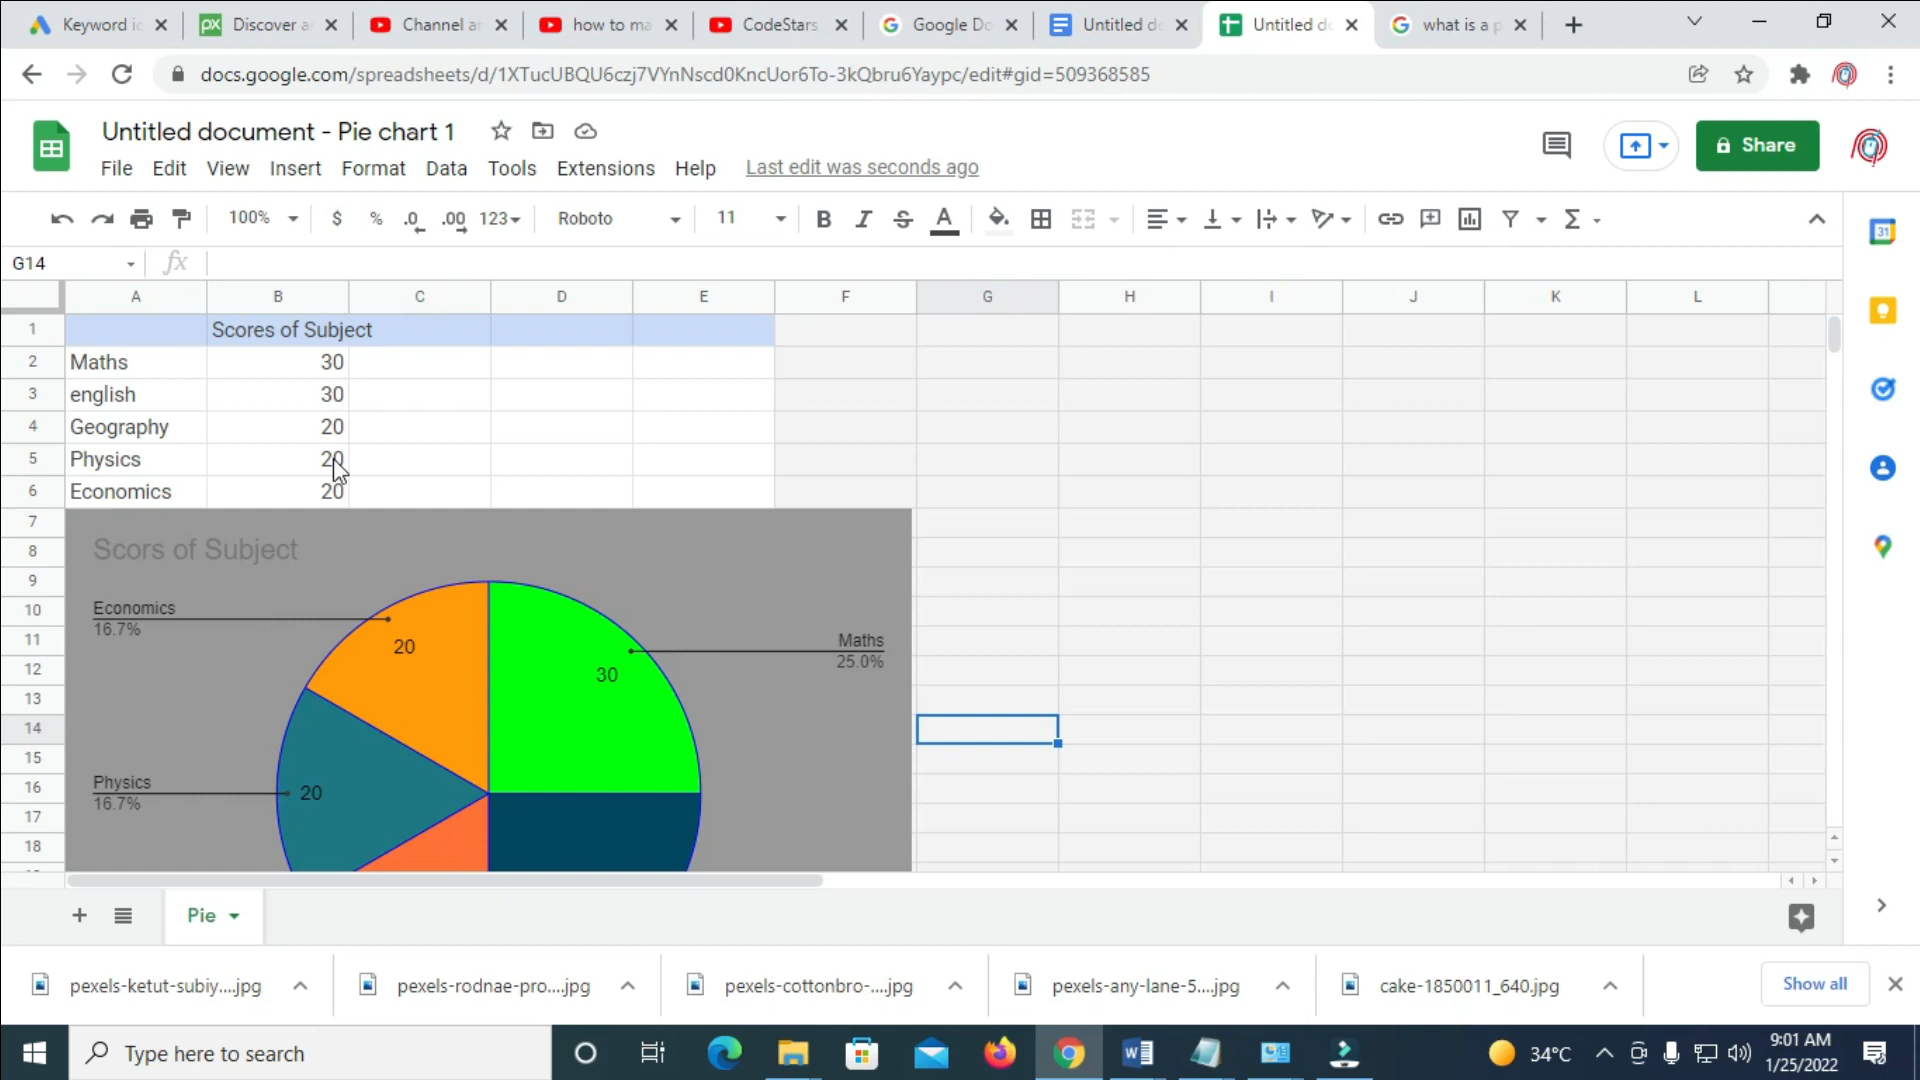 Keyword ic
Discover a
Channel a
how to ma
CodeStars
Google Do
Untitled do
Untitled do
what is a p
docs.google.com/spreadsheets/d/1XTucUBQU6czj7VYnNscd0KncUor6To-3kQbru6Yaypc/edit#gid=509368585
Untitled document - Pie chart 1
File Edit View Insert Format Data Tools Extensions Help Last edit was seconds ago
Share
100% $ % .0 .00 123 Roboto 11 B I S A
G14 fx
A B C D E F G H I J K L
1 Scores of Subject
2 Maths 30
3 english 30
4 Geography 20
5 Physics 20
6 Economics 20
7
8 Scors of Subject
9
10 Economics
16.7%
11 20 Maths
25.0%
12 30
13
14
15
16 Physics 20
16.7%
17
18
Pie
pexels-ketut-subiy....jpg
pexels-rodnae-pro....jpg
pexels-cottonbro-....jpg
pexels-any-lane-5....jpg
cake-1850011_640.jpg
Show all
Type here to search
34°C
9:01 AM
1/25/2022